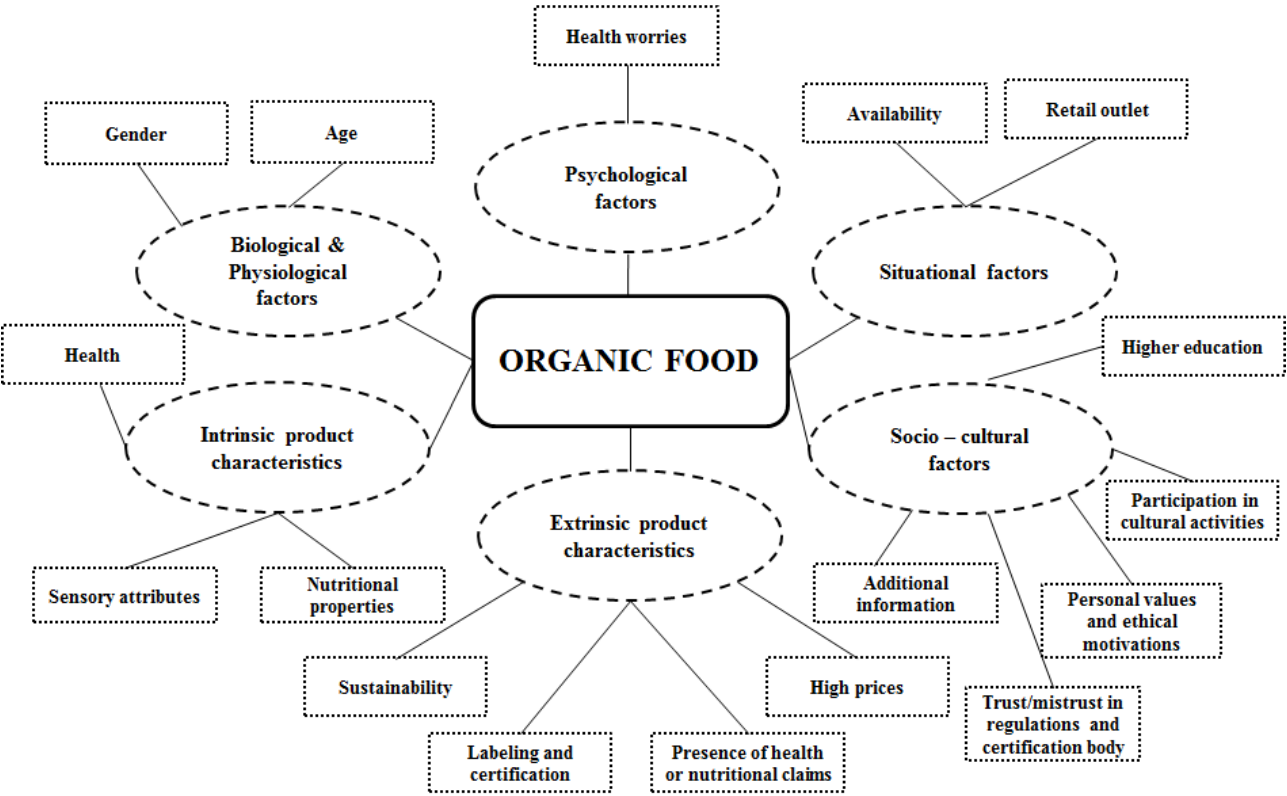 Health worries
Gender
Age
Availability
Retail outlet
Psychological
factors
Biological &
Physiological
factors
Situational factors
Health
ORGANIC FOOD
Higher education
Intrinsic product
characteristics
Socio – cultural
factors
Extrinsic product
characteristics
Participation in
cultural activities
Sensory attributes
Nutritional
properties
Additional
information
Personal values
and ethical
motivations
Sustainability
High prices
Trust/mistrust in
regulations and
certification body
Labeling and
certification
Presence of health
or nutritional claims